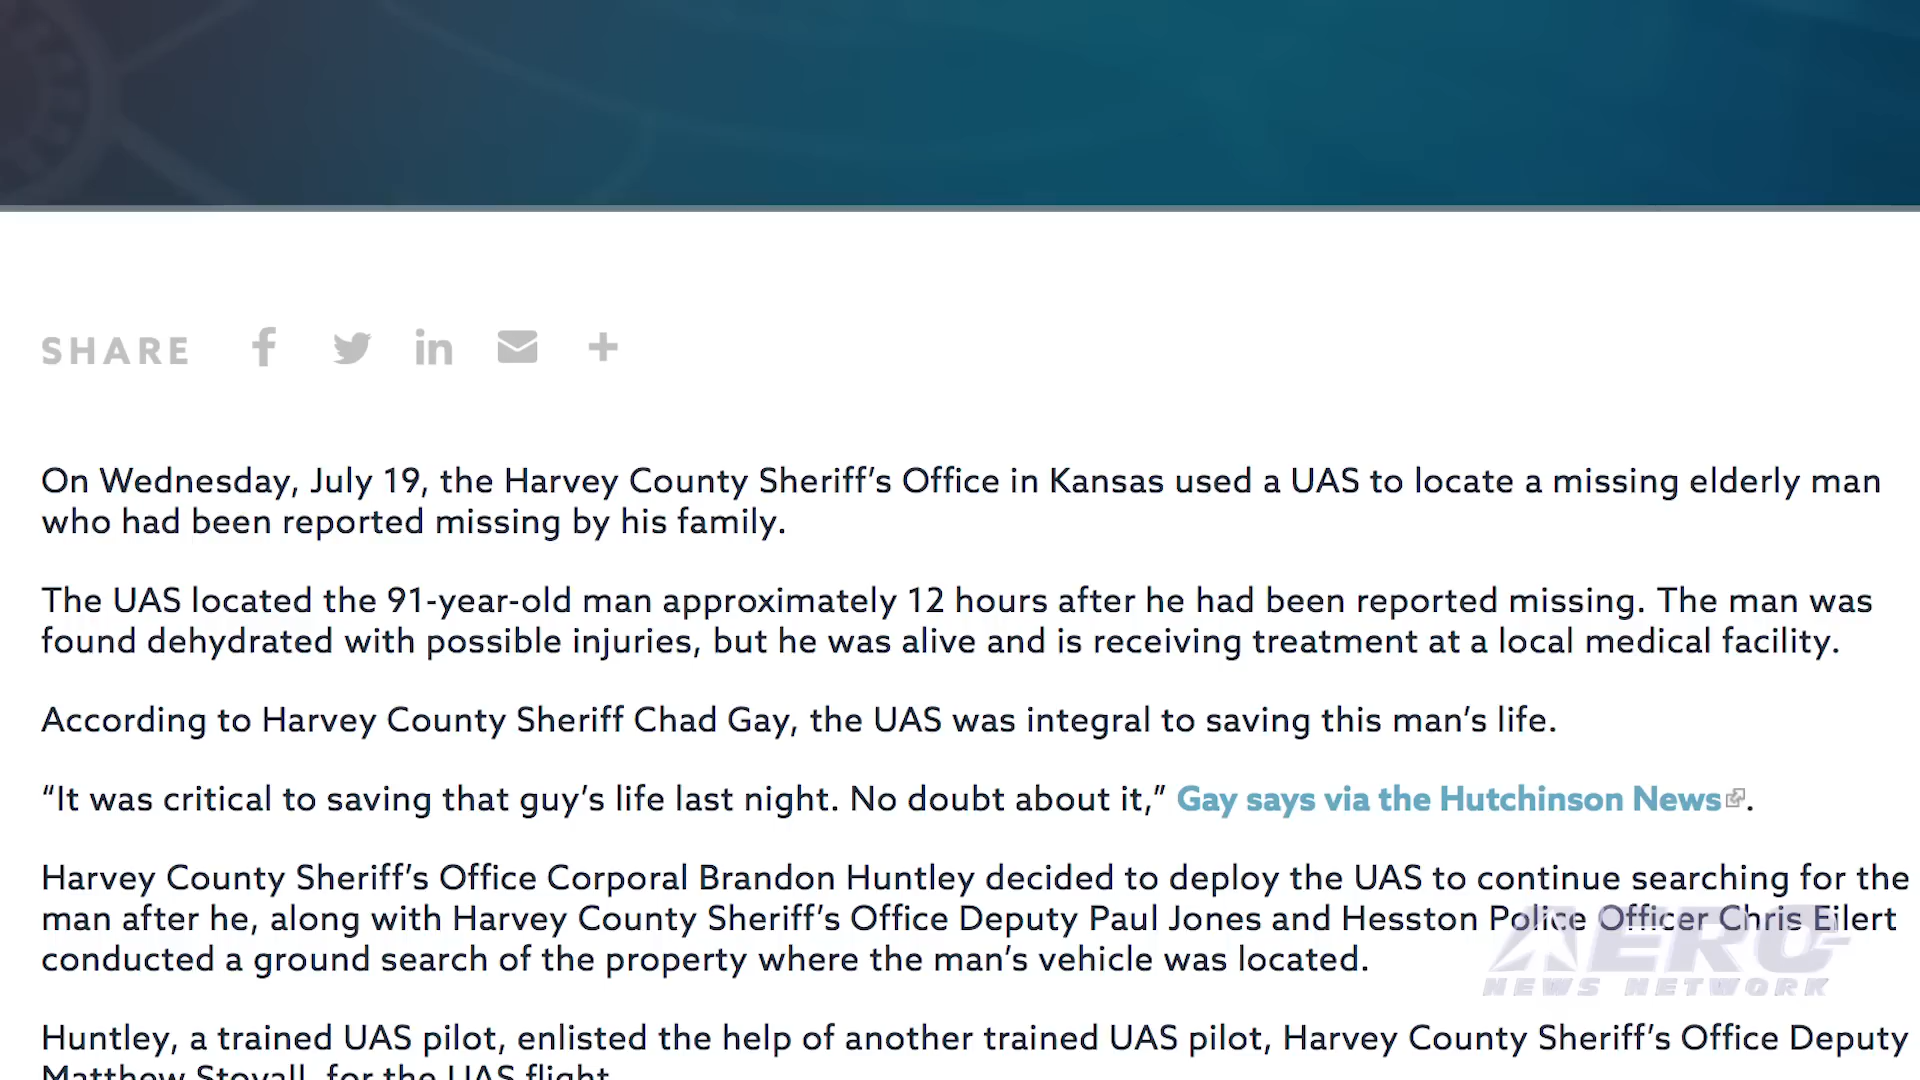 SHARE
On Wednesday, July 19, the Harvey County Sheriff’s Office in Kansas used a UAS to locate a missing elderly man
who had been reported missing by his family.
The UAS located the 91-year-old man approximately 12 hours after he had been reported missing. The man was
found dehydrated with possible injuries, but he was alive and is receiving treatment at a local medical facility.
According to Harvey County Sheriff Chad Gay, the UAS was integral to saving this man’s life.
“It was critical to saving that guy’s life last night. No doubt about it,” Gay says via the Hutchinson News.
Harvey County Sheriff’s Office Corporal Brandon Huntley decided to deploy the UAS to continue searching for the
man after he, along with Harvey County Sheriff’s Office Deputy Paul Jones and Hesston Police Officer Chris Eilert
conducted a ground search of the property where the man’s vehicle was located.
AERO-
NEWS NETWORK
Huntley, a trained UAS pilot, enlisted the help of another trained UAS pilot, Harvey County Sheriff’s Office Deputy
Matthew Stovall, for the UAS flight.